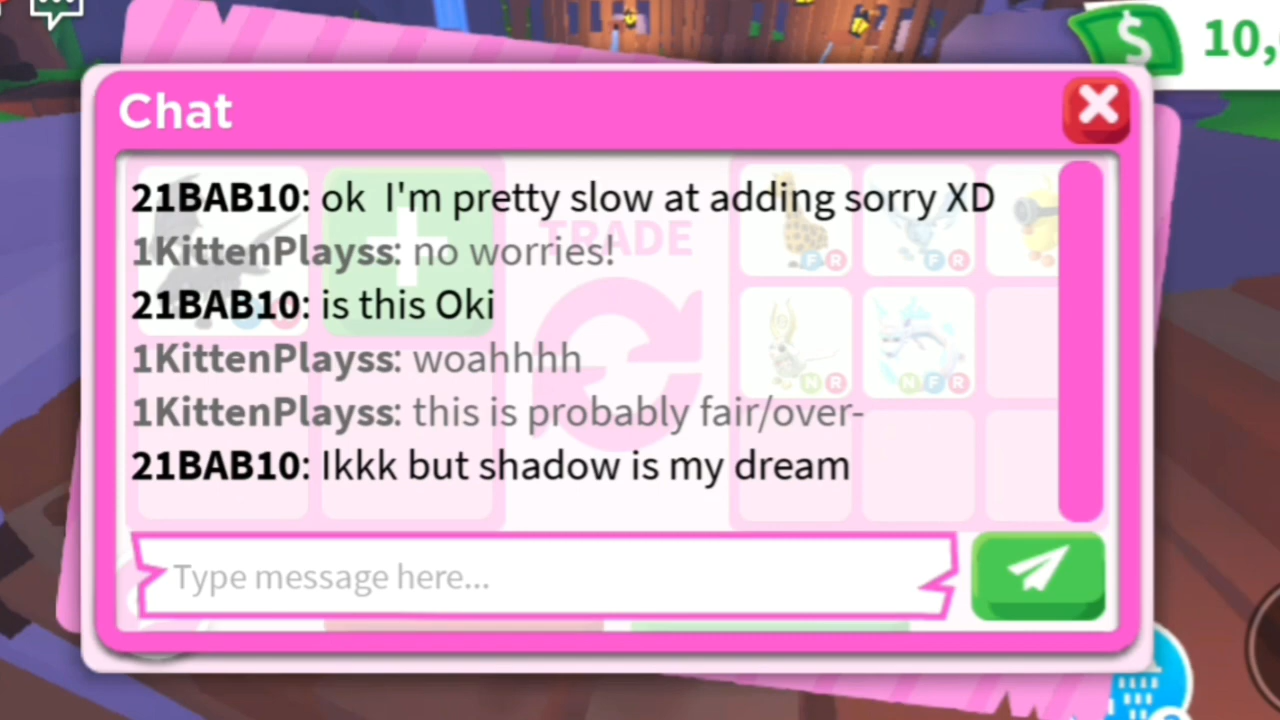 10,
Chat
21BAB10: ok  I'm pretty slow at adding sorry XD
TRADE
1KittenPlayss: no worries!
F R
F R
21BAB10: is this Oki
1KittenPlayss: woahhhh
N R
N F R
1KittenPlayss: this is probably fair/over-
21BAB10: Ikkk but shadow is my dream
Type message here...